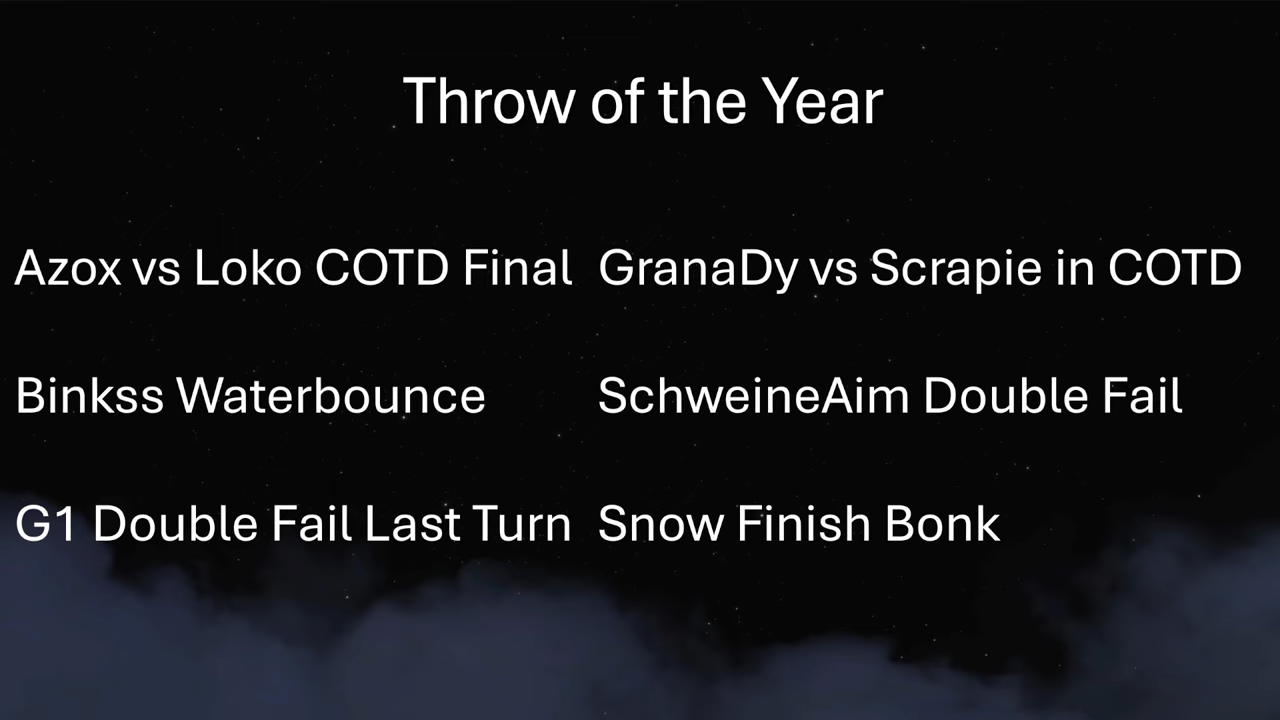 Throw of the Year
Azox vs Loko COTD Final
GranaDy vs Scrapie in COTD
Binkss Waterbounce
SchweineAim Double Fail
G1 Double Fail Last Turn
Snow Finish Bonk